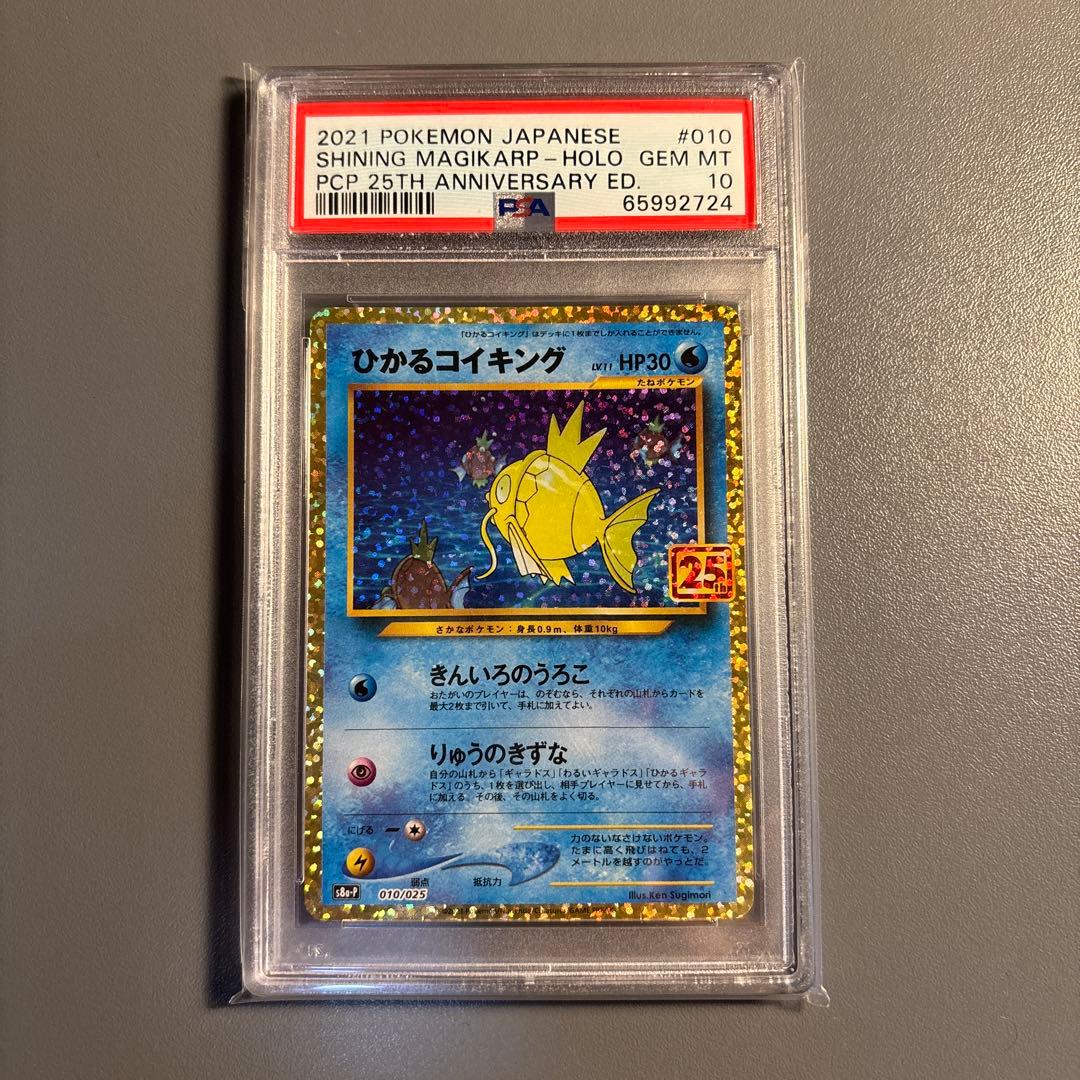 2021 POKEMON JAPANESE #010
SHINING MAGIKARP-HOLO GEM MT
PCP 25TH ANNIVERSARY ED. 10
PSA 65992724
「ひかるコイキング」はデッキに1枚までしか入れることができません。
ひかるコイキング LV.11 HP30
たねポケモン
25th
さかなポケモン:身長0.9m、体重10kg
きんいろのうろこ
おたがいのプレイヤーは、のぞむなら、それぞれの山札からカードを
最大2枚まで引いて、手札に加えてよい。
りゅうのきずな
自分の山札から「ギャラドス」「わるいギャラドス」「ひかるギャラ
ドス」のうち、1枚を選び出し、相手プレイヤーに見せてから、手札
に加える。その後、その山札をよく切る。
にげる
弱点 抵抗力
力のないなさけないポケモン。
たまに高く飛びはねても、2
メートルを越すのがやっとだ。
s8a-P 010/025 Illus.Ken Sugimori
©2021 Pokémon/Nintendo/Creatures/GAME FREAK